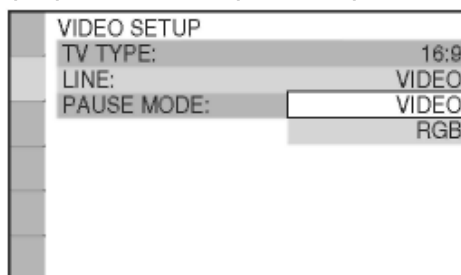 VIDEO SETUP
TV TYPE: 16:9
LINE: VIDEO
PAUSE MODE: VIDEO
RGB